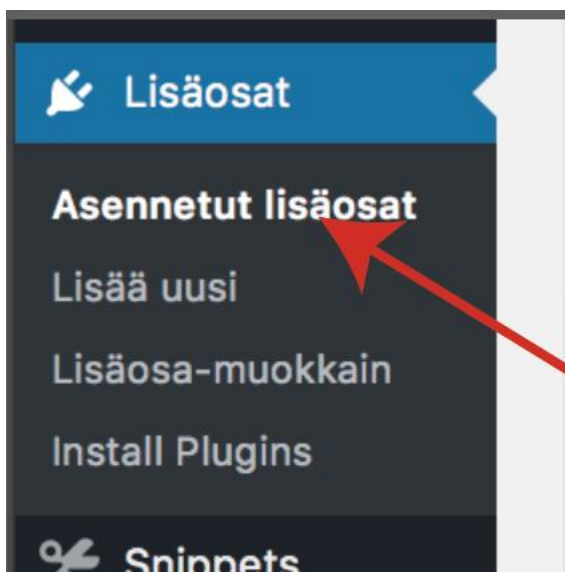 Lisäosat
Asennetut lisäosat
Lisää uusi
Lisäosa-muokkain
Install Plugins
Snippets